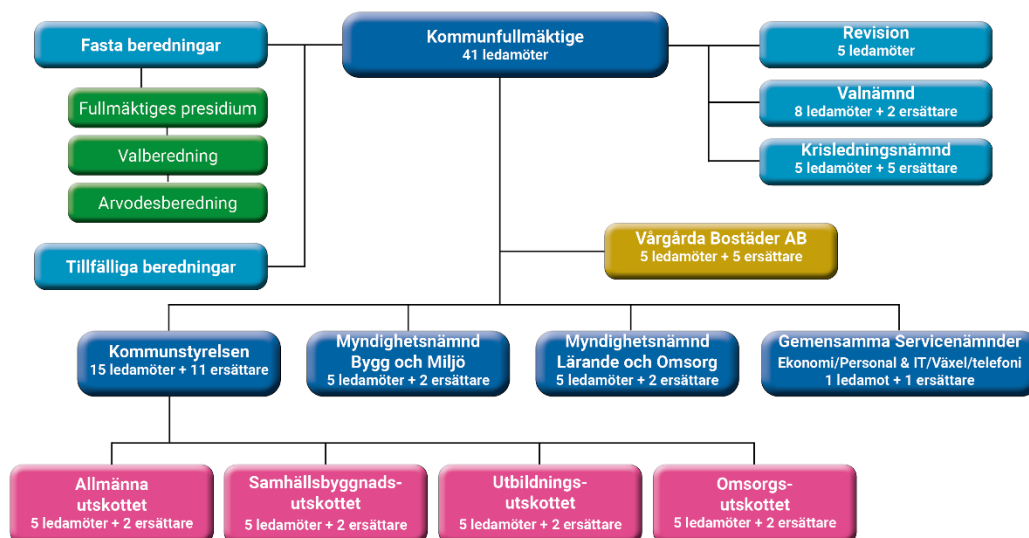 Fasta beredningar
Fullmäktiges presidium
Valberedning
Arvodesberedning
Tillfälliga beredningar
Kommunfullmäktige
41 ledamöter
Revision
5 ledamöter
Valnämnd
8 ledamöter + 2 ersättare
Krisledningsnämnd
5 ledamöter + 5 ersättare
Vårgårda Bostäder AB
5 ledamöter + 5 ersättare
Kommunstyrelsen
15 ledamöter + 11 ersättare
Myndighetsnämnd
Bygg och Miljö
5 ledamöter + 2 ersättare
Myndighetsnämnd
Lärande och Omsorg
5 ledamöter + 2 ersättare
Gemensamma Servicenämnder
Ekonomi/Personal & IT/Växel/telefoni
1 ledamot + 1 ersättare
Allmänna
utskottet
5 ledamöter + 2 ersättare
Samhällsbyggnads-
utskottet
5 ledamöter + 2 ersättare
Utbildnings-
utskottet
5 ledamöter + 2 ersättare
Omsorgs-
utskottet
5 ledamöter + 2 ersättare